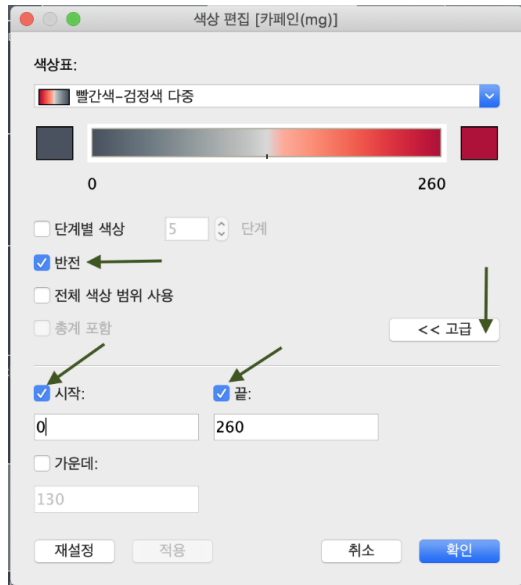 색상 편집 [카페인(mg)]
색상표:
빨간색-검정색 다중
0 260
단계별 색상 5 단계
반전
전체 색상 범위 사용
총계 포함 << 고급
시작: 끝:
0 260
가운데:
130
재설정 적용 취소 확인